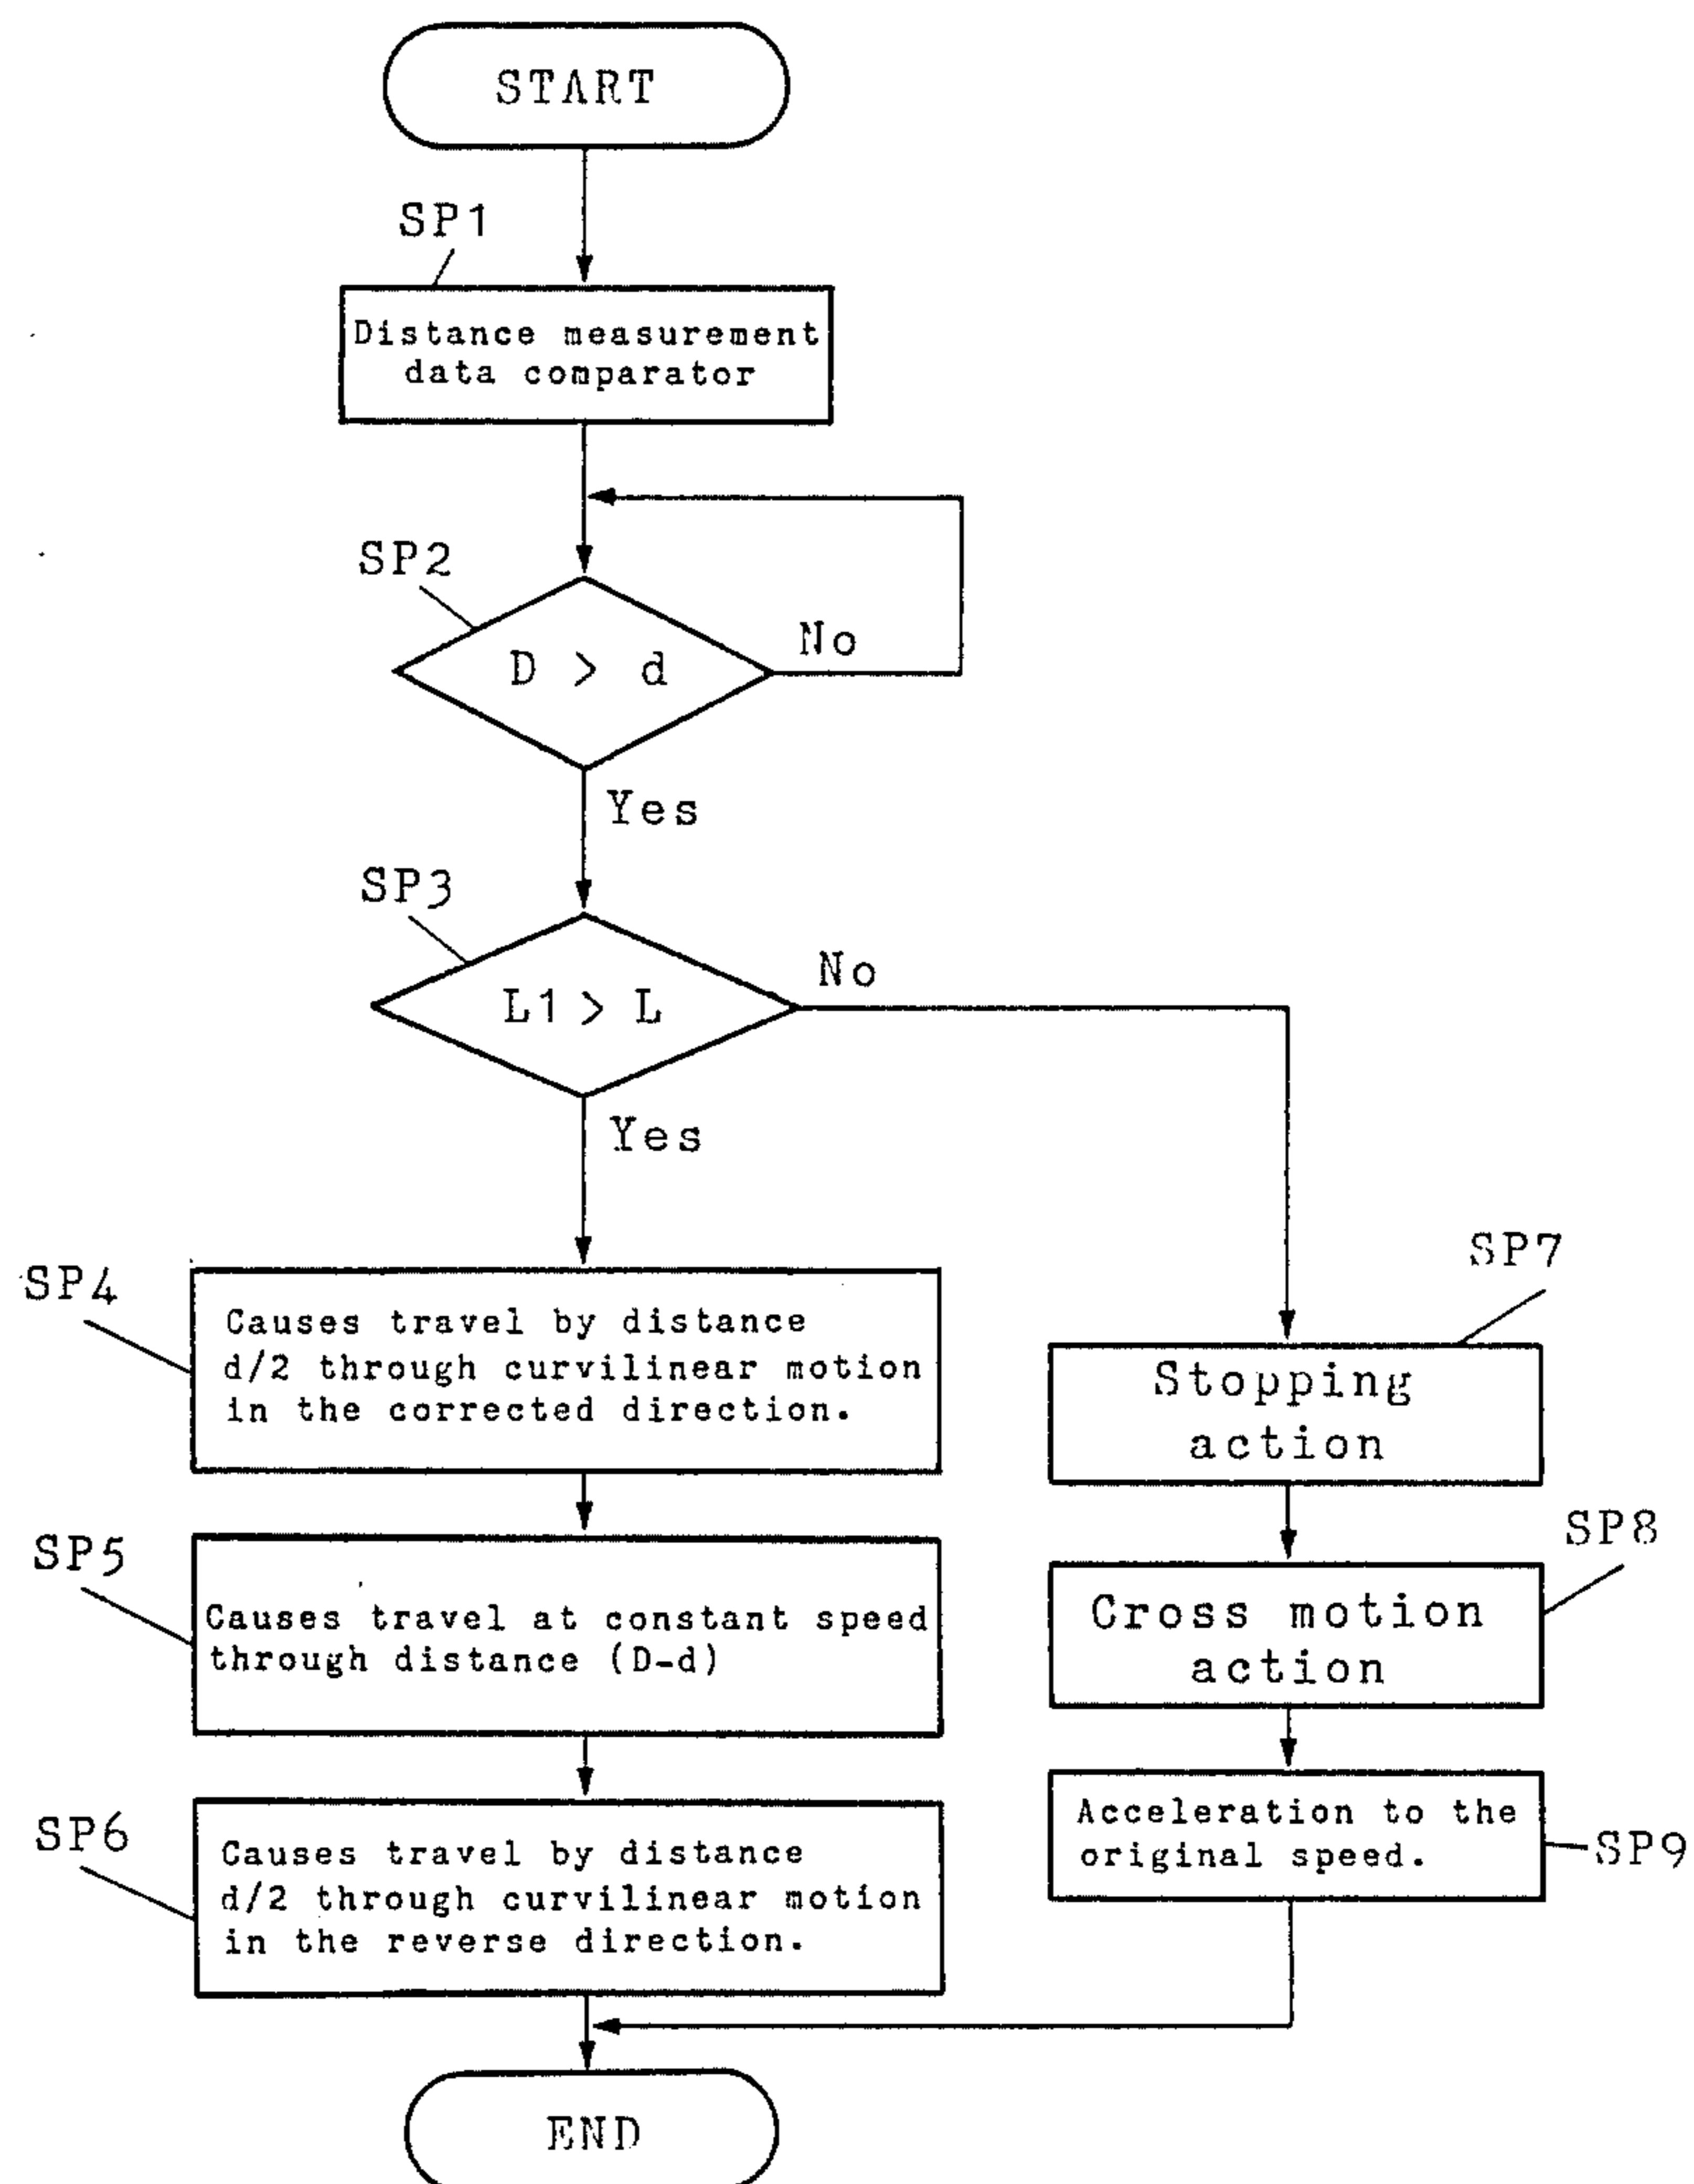 START
SP1
Distance measurement
data comparator
SP2
D > d
No
Yes
SP3
L1 > L
No
Yes
SP4
Causes travel by distance
d/2 through curvilinear motion
in the corrected direction.
SP5
Causes travel at constant speed
through distance (D-d)
SP6
Causes travel by distance
d/2 through curvilinear motion
in the reverse direction.
SP7
Stopping
action
SP8
Cross motion
action
Acceleration to the
original speed.
SP9
END